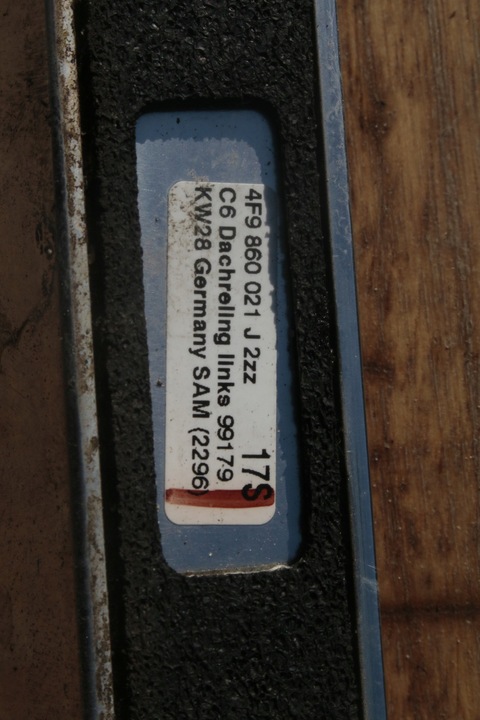 4F9 860 021 J 2zz
C6 Dachreling links 99179
KW28 Germany SAM (2296)
17S